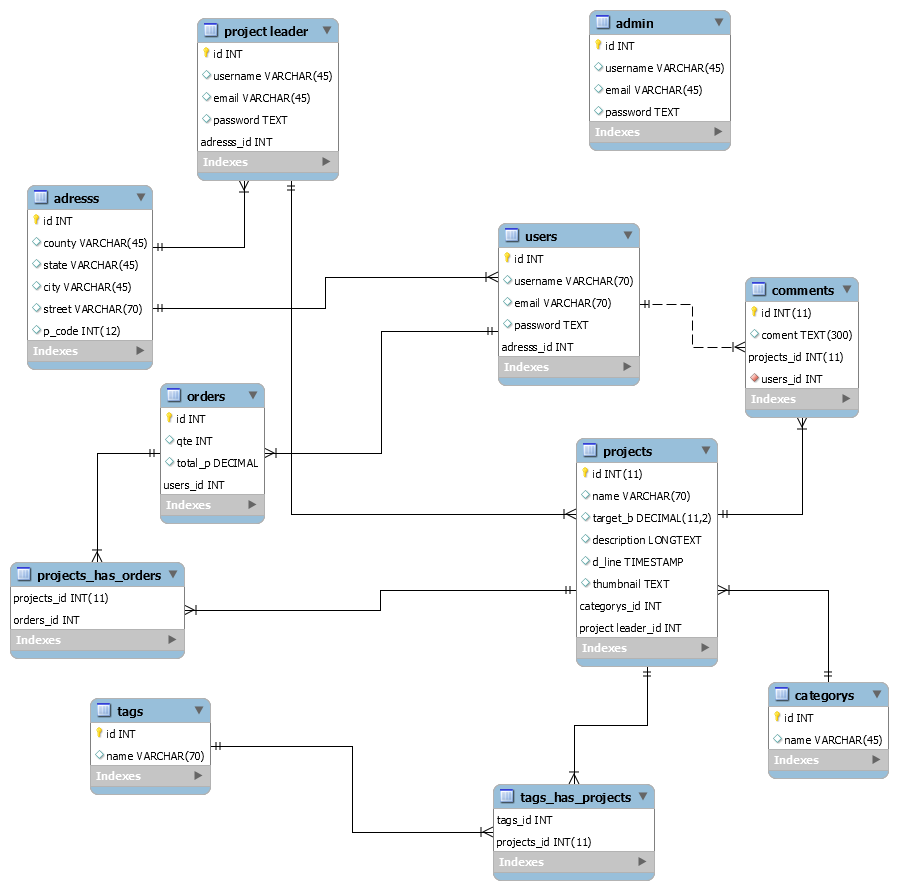 project leader
id INT
username VARCHAR(45)
email VARCHAR(45)
password TEXT
adresss_id INT
Indexes
admin
id INT
username VARCHAR(45)
email VARCHAR(45)
password TEXT
Indexes
adresss
id INT
county VARCHAR(45)
state VARCHAR(45)
city VARCHAR(45)
street VARCHAR(70)
p_code INT(12)
Indexes
users
id INT
username VARCHAR(70)
email VARCHAR(70)
password TEXT
adresss_id INT
Indexes
comments
id INT(11)
coment TEXT(300)
projects_id INT(11)
users_id INT
Indexes
orders
id INT
qte INT
total_p DECIMAL
users_id INT
Indexes
projects
id INT(11)
name VARCHAR(70)
target_b DECIMAL(11,2)
description LONGTEXT
d_line TIMESTAMP
thumbnail TEXT
categorys_id INT
project leader_id INT
Indexes
projects_has_orders
projects_id INT(11)
orders_id INT
Indexes
tags
id INT
name VARCHAR(70)
Indexes
categorys
id INT
name VARCHAR(45)
Indexes
tags_has_projects
tags_id INT
projects_id INT(11)
Indexes